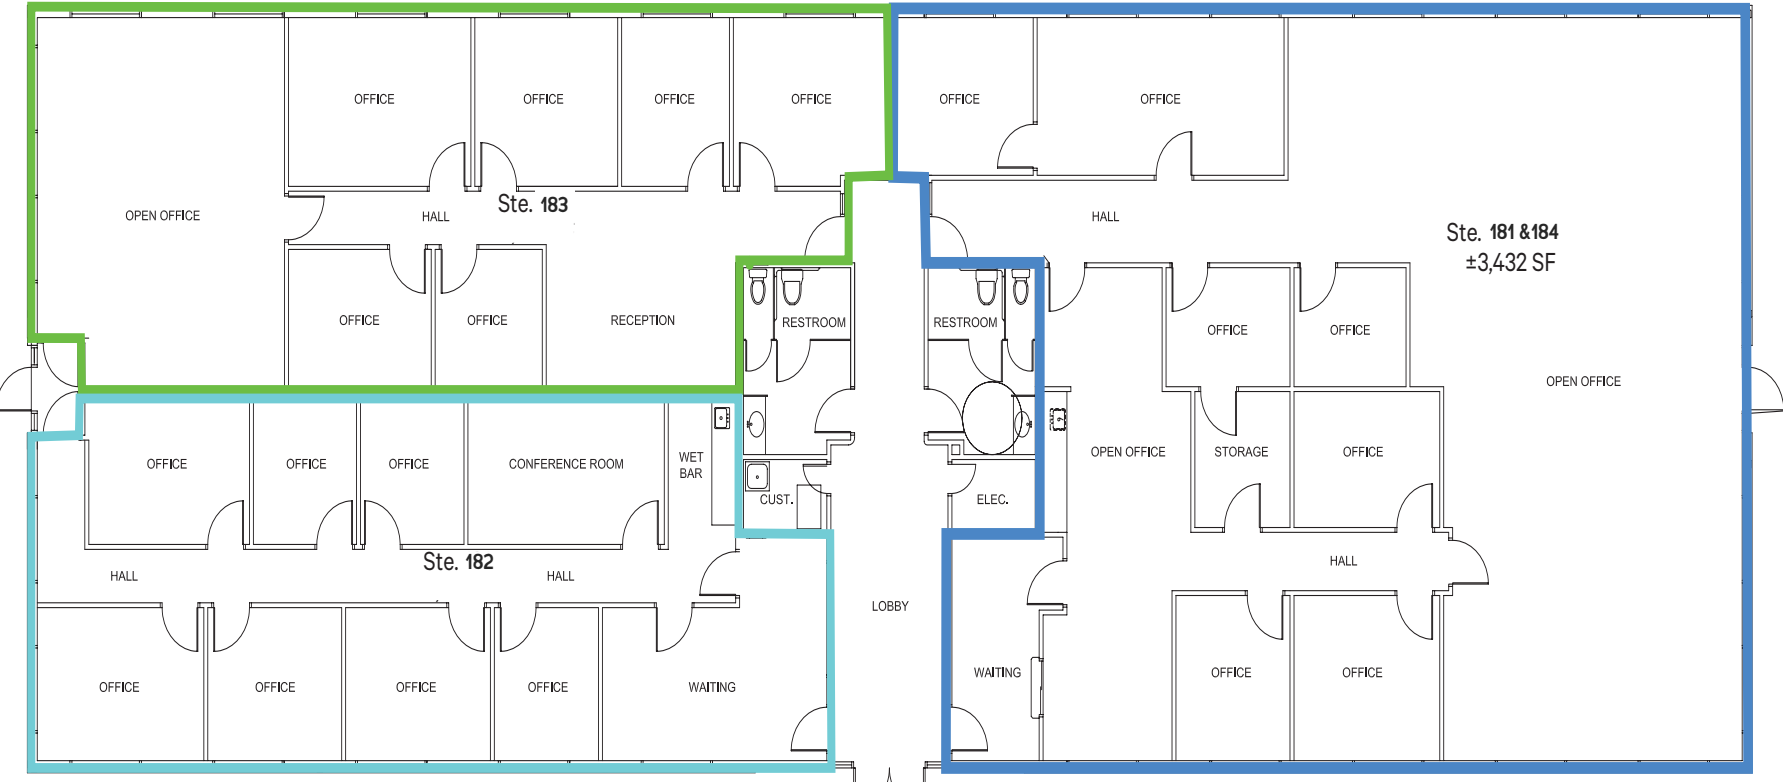 OFFICE
OFFICE
OFFICE
OFFICE
OPEN OFFICE
HALL
Ste. 183
OFFICE
OFFICE
RECEPTION
RESTROOM
OFFICE
OFFICE
OFFICE
CONFERENCE ROOM
WET
BAR
CUST.
Ste. 182
HALL
HALL
OFFICE
OFFICE
OFFICE
OFFICE
WAITING
LOBBY
OFFICE
OFFICE
HALL
Ste. 181 &184
±3,432 SF
RESTROOM
OFFICE
OFFICE
OPEN OFFICE
OPEN OFFICE
STORAGE
OFFICE
ELEC.
HALL
WAITING
OFFICE
OFFICE